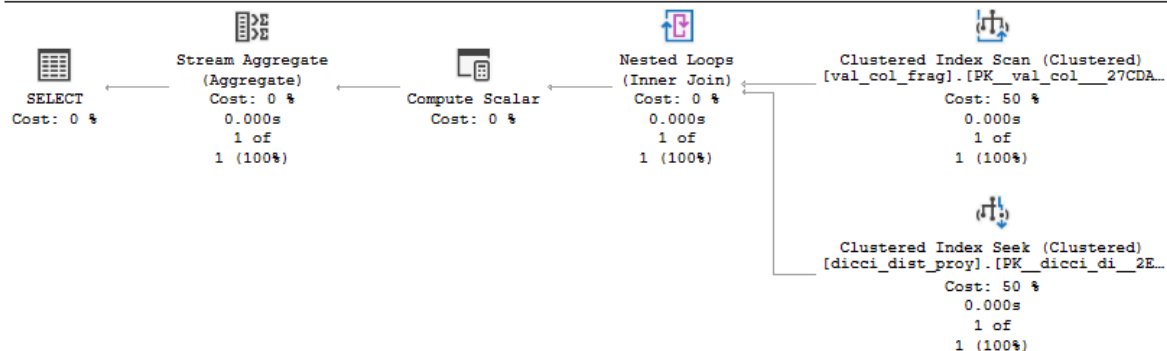 SELECT
Cost: 0 %
Stream Aggregate
(Aggregate)
Cost: 0 %
0.000s
1 of
1 (100%)
Compute Scalar
Cost: 0 %
Nested Loops
(Inner Join)
Cost: 0 %
0.000s
1 of
1 (100%)
Clustered Index Scan (Clustered)
[val_col_frag].[PK__val_col___27CDA…
Cost: 50 %
0.000s
1 of
1 (100%)
Clustered Index Seek (Clustered)
[dicci_dist_proy].[PK__dicci_di__2E…
Cost: 50 %
0.000s
1 of
1 (100%)